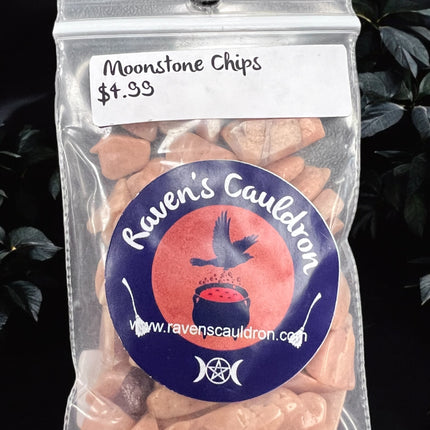 Moonstone Chips
$4.99
Raven's Cauldron
www.ravenscauldron.com